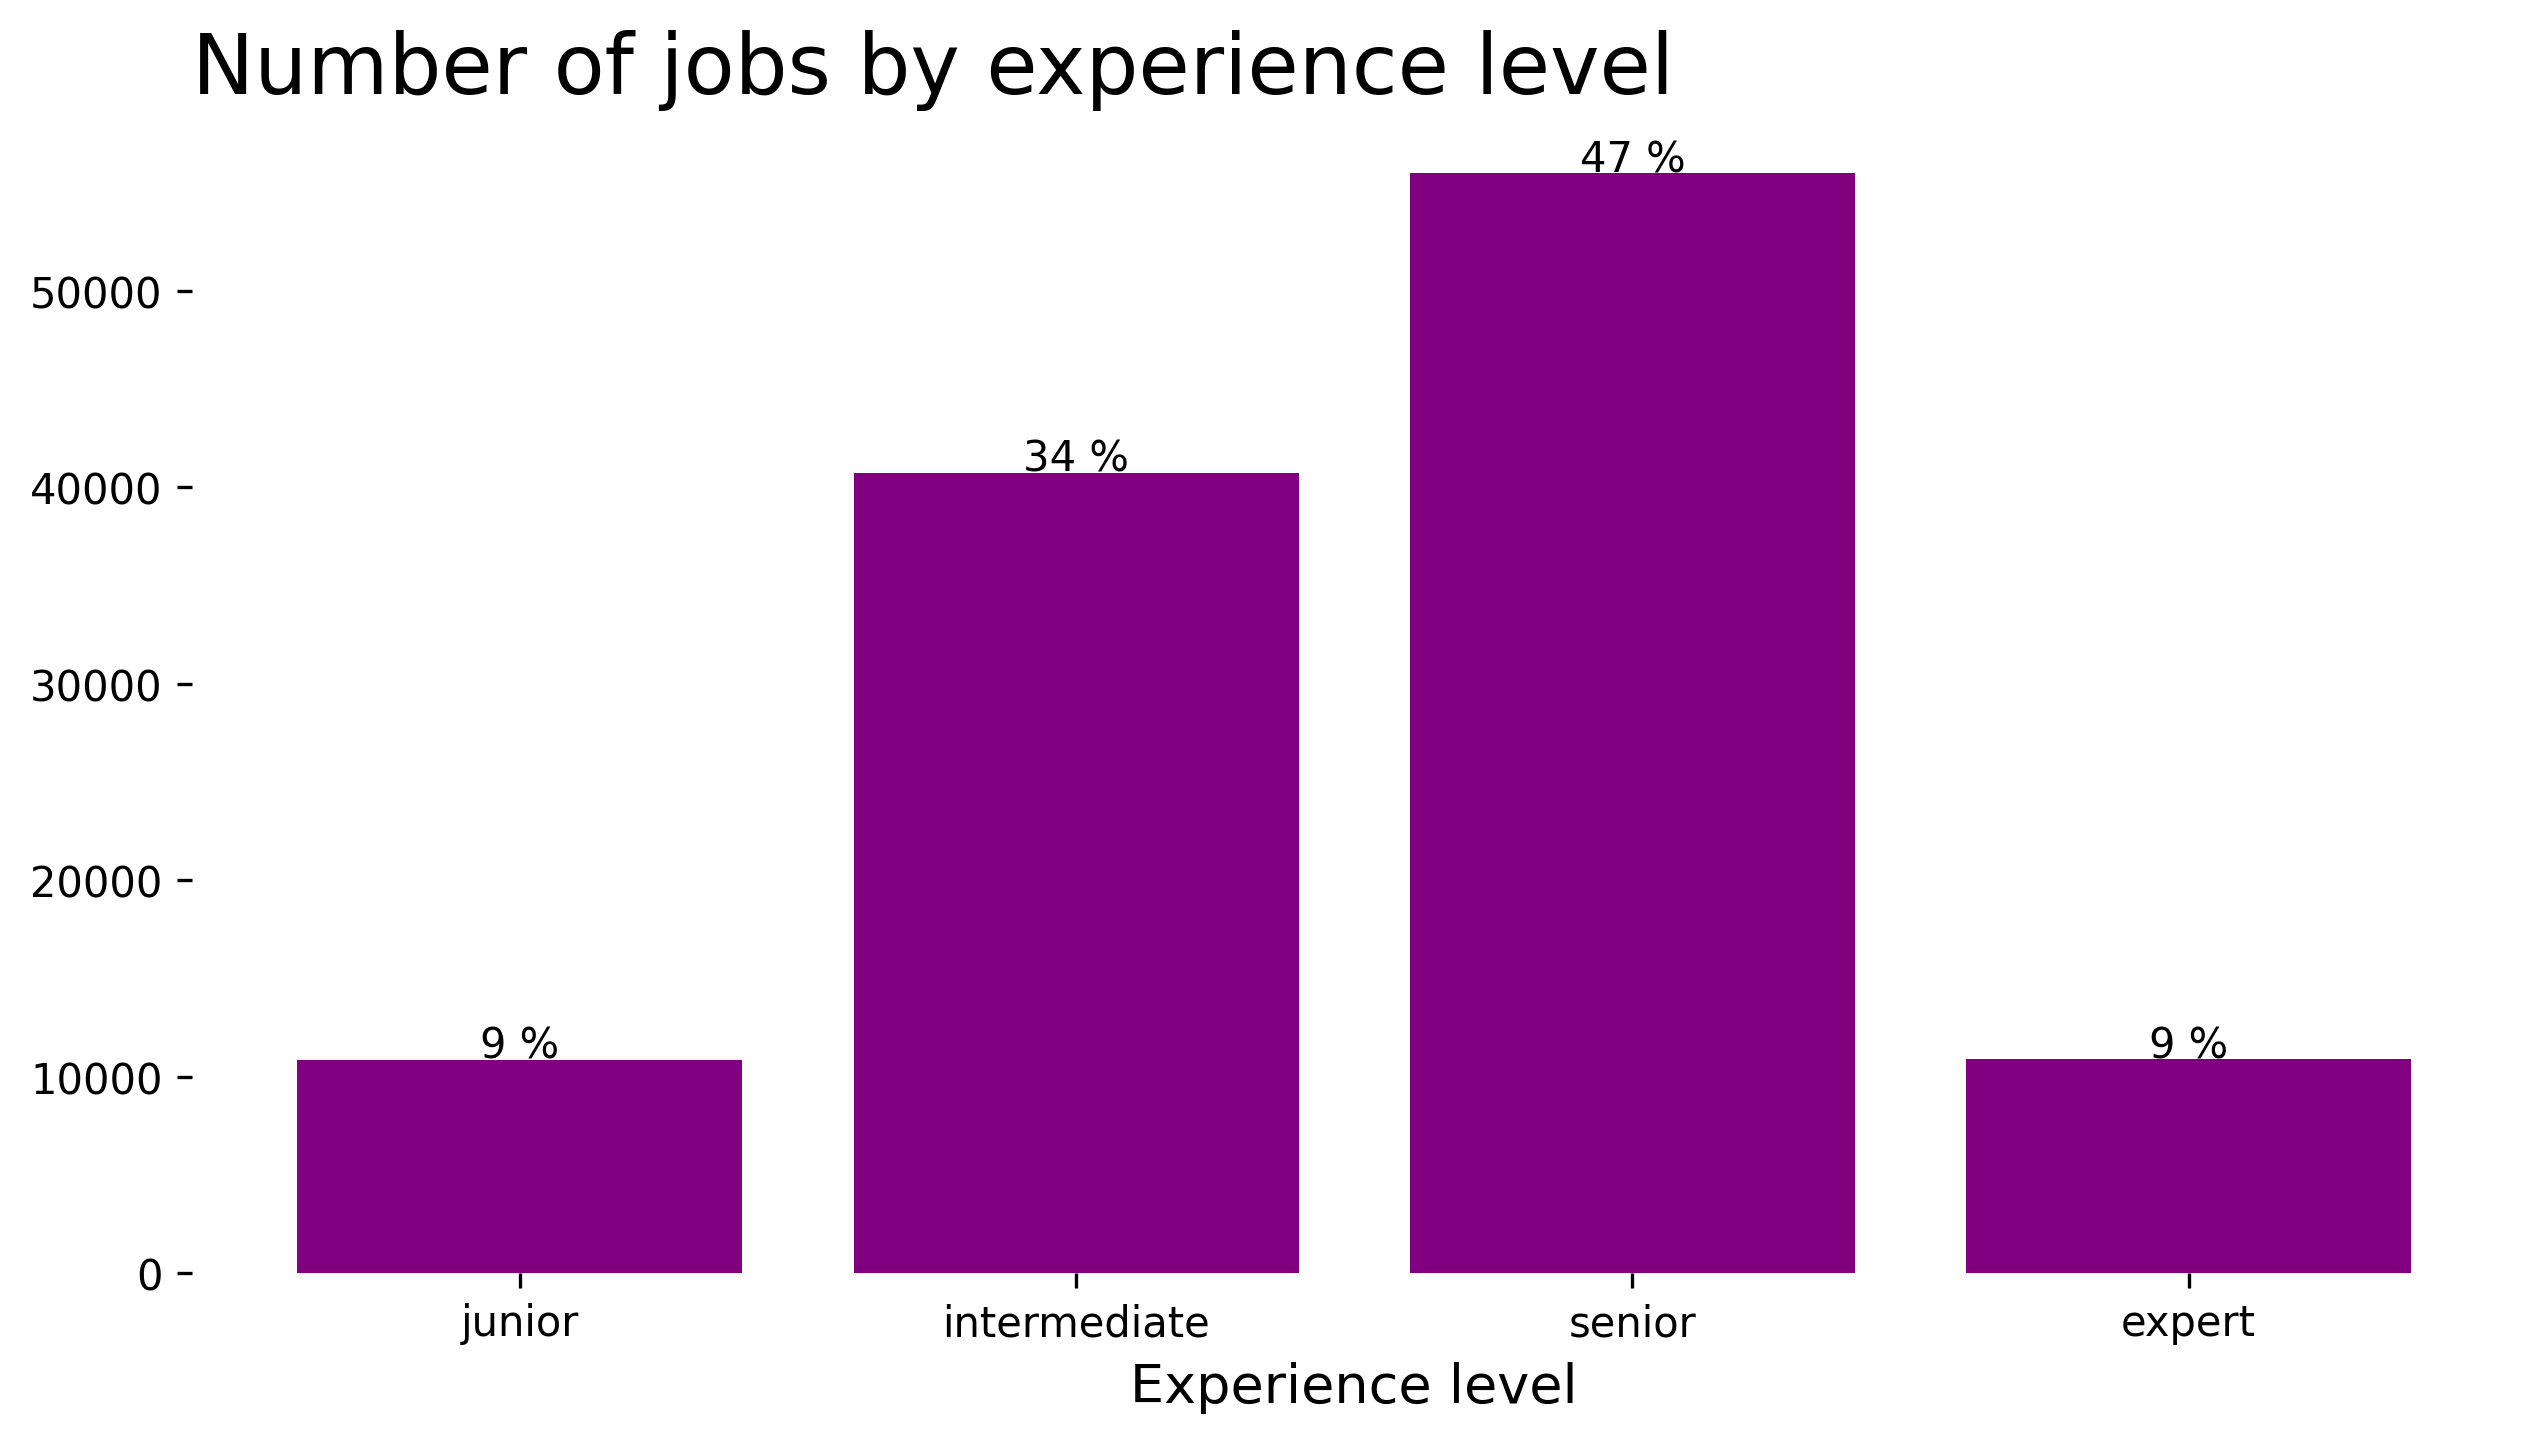 Number of jobs by experience level
47 %
50000
34 %
40000
30000
20000
9 %
9 %
10000
0
junior
intermediate
senior
expert
Experience level